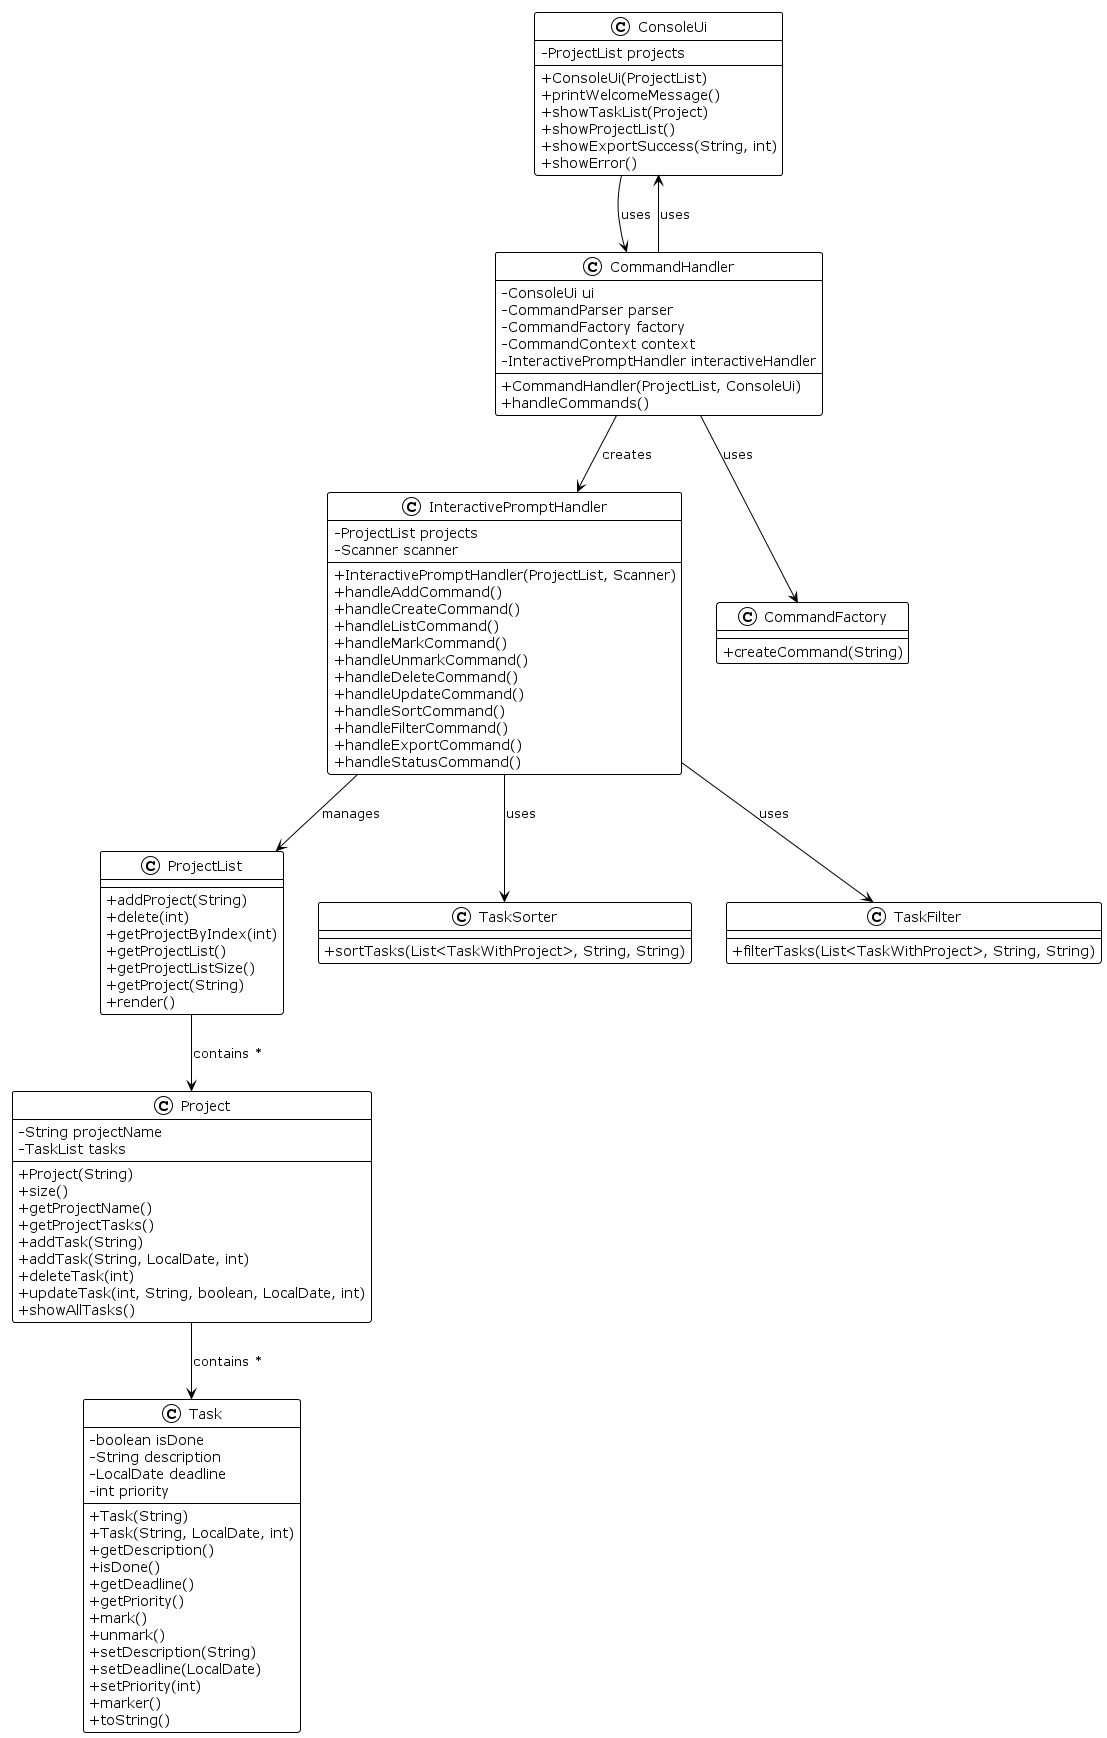 C ConsoleUi
-ProjectList projects
+ConsoleUi(ProjectList)
+printWelcomeMessage()
+showTaskList(Project)
+showProjectList()
+showExportSuccess(String, int)
+showError()
uses uses
C CommandHandler
-ConsoleUi ui
-CommandParser parser
-CommandFactory factory
-CommandContext context
-InteractivePromptHandler interactiveHandler
+CommandHandler(ProjectList, ConsoleUi)
+handleCommands()
creates uses
C InteractivePromptHandler
-ProjectList projects
-Scanner scanner
+InteractivePromptHandler(ProjectList, Scanner)
+handleAddCommand()
+handleCreateCommand()
+handleListCommand()
+handleMarkCommand()
+handleUnmarkCommand()
+handleDeleteCommand()
+handleUpdateCommand()
+handleSortCommand()
+handleFilterCommand()
+handleExportCommand()
+handleStatusCommand()
C CommandFactory
+createCommand(String)
manages uses uses
C ProjectList
+addProject(String)
+delete(int)
+getProjectByIndex(int)
+getProjectList()
+getProjectListSize()
+getProject(String)
+render()
C TaskSorter
+sortTasks(List<TaskWithProject>, String, String)
C TaskFilter
+filterTasks(List<TaskWithProject>, String, String)
contains *
C Project
-String projectName
-TaskList tasks
+Project(String)
+size()
+getProjectName()
+getProjectTasks()
+addTask(String)
+addTask(String, LocalDate, int)
+deleteTask(int)
+updateTask(int, String, boolean, LocalDate, int)
+showAllTasks()
contains *
C Task
-boolean isDone
-String description
-LocalDate deadline
-int priority
+Task(String)
+Task(String, LocalDate, int)
+getDescription()
+isDone()
+getDeadline()
+getPriority()
+mark()
+unmark()
+setDescription(String)
+setDeadline(LocalDate)
+setPriority(int)
+marker()
+toString()